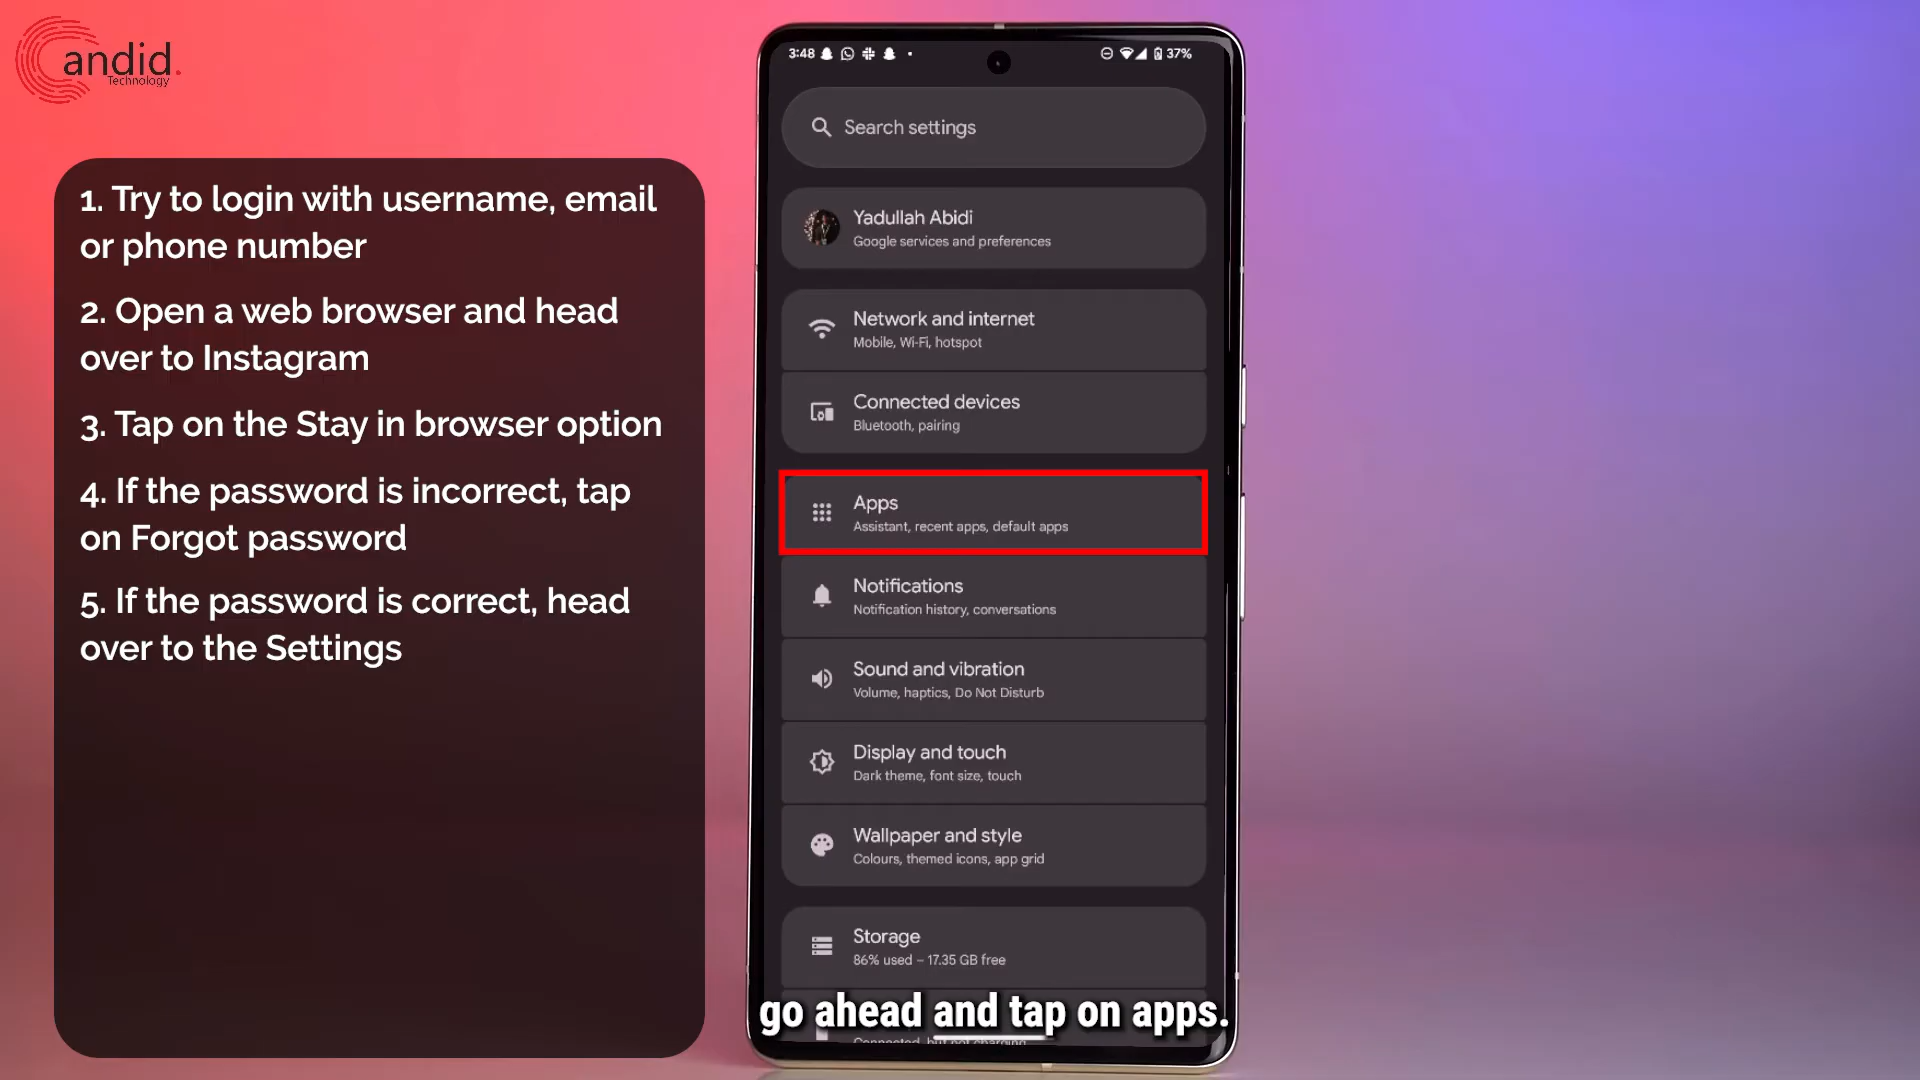 Candid.
Technology
1. Try to login with username, email
or phone number
2. Open a web browser and head
over to Instagram
3. Tap on the Stay in browser option
4. If the password is incorrect, tap
on Forgot password
5. If the password is correct, head
over to the Settings
3:48
37%
Search settings
Yadullah Abidi
Google services and preferences
Network and internet
Mobile, Wi-Fi, hotspot
Connected devices
Bluetooth, pairing
Apps
Assistant, recent apps, default apps
Notifications
Notification history, conversations
Sound and vibration
Volume, haptics, Do Not Disturb
Display and touch
Dark theme, font size, touch
Wallpaper and style
Colours, themed icons, app grid
Storage
86% used – 17.35 GB free
go ahead and tap on apps.
Connected, but not charging